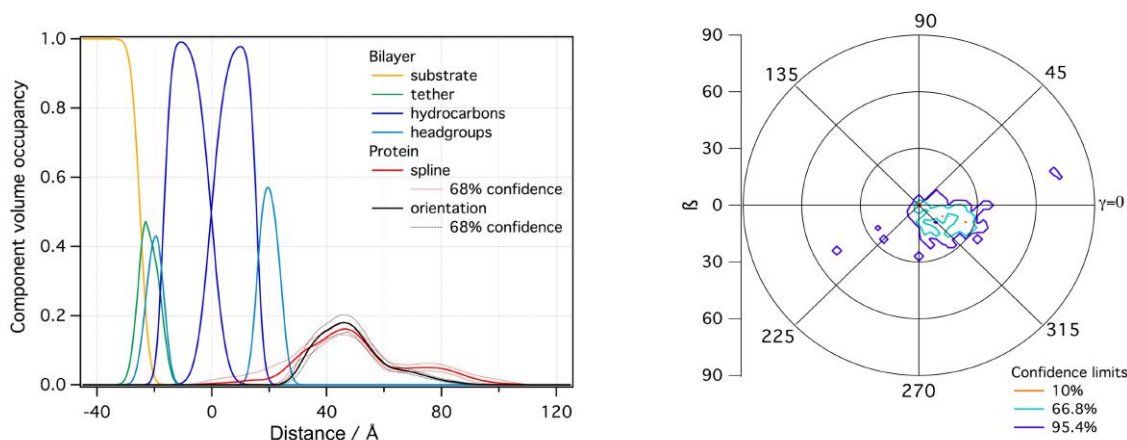 1.0
0.8
0.6
0.4
0.2
0.0
Component volume occupancy
-40
0
40
80
120
Distance / Å
Bilayer
substrate
tether
hydrocarbons
headgroups
Protein
spline
68% confidence
orientation
68% confidence
90
60
30
0
30
60
90
ß
90
135
45
γ=0
225
315
270
Confidence limits
10%
66.8%
95.4%